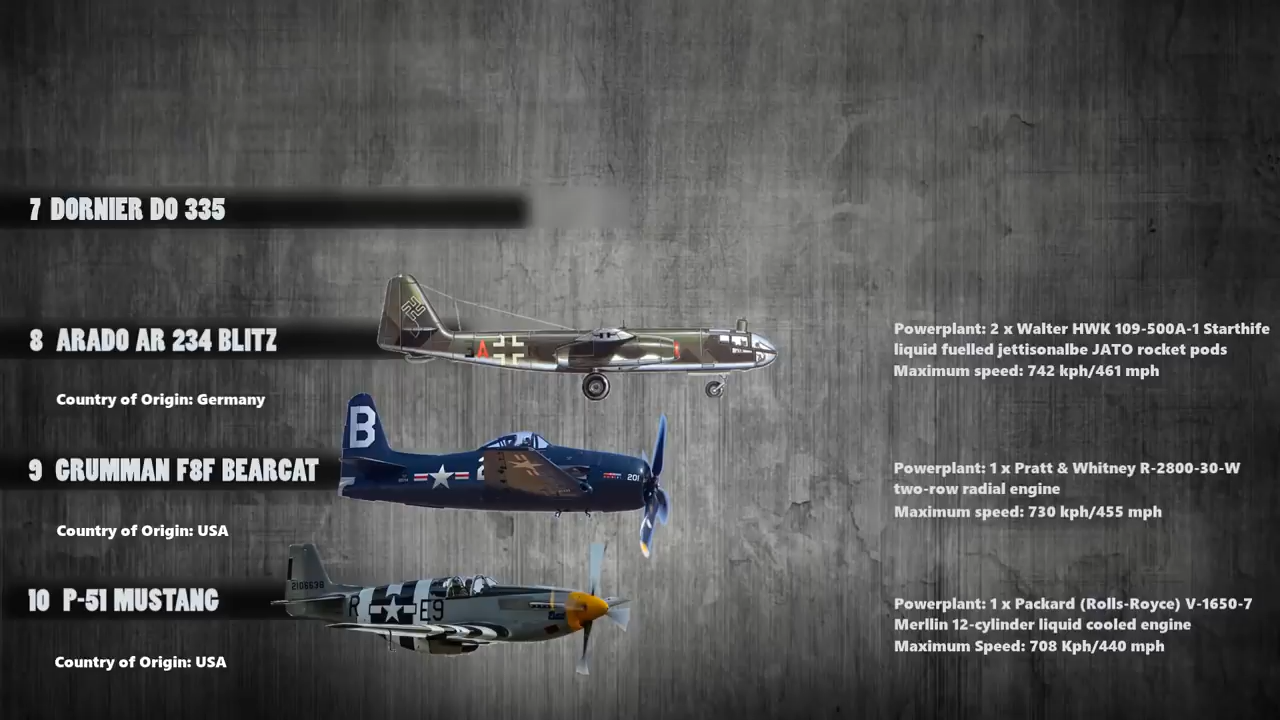 7 DORNIER DO 335
8 ARADO AR 234 BLITZ
Country of Origin: Germany
Powerplant: 2 x Walter HWK 109-500A-1 Starthife
liquid fuelled jettisonalbe JATO rocket pods
Maximum speed: 742 kph/461 mph
A
B
2
201
9 GRUMMAN F8F BEARCAT
Country of Origin: USA
Powerplant: 1 x Pratt & Whitney R-2800-30-W
two-row radial engine
Maximum speed: 730 kph/455 mph
2106638
R E9
10 P-51 MUSTANG
Country of Origin: USA
Powerplant: 1 x Packard (Rolls-Royce) V-1650-7
Merllin 12-cylinder liquid cooled engine
Maximum Speed: 708 Kph/440 mph